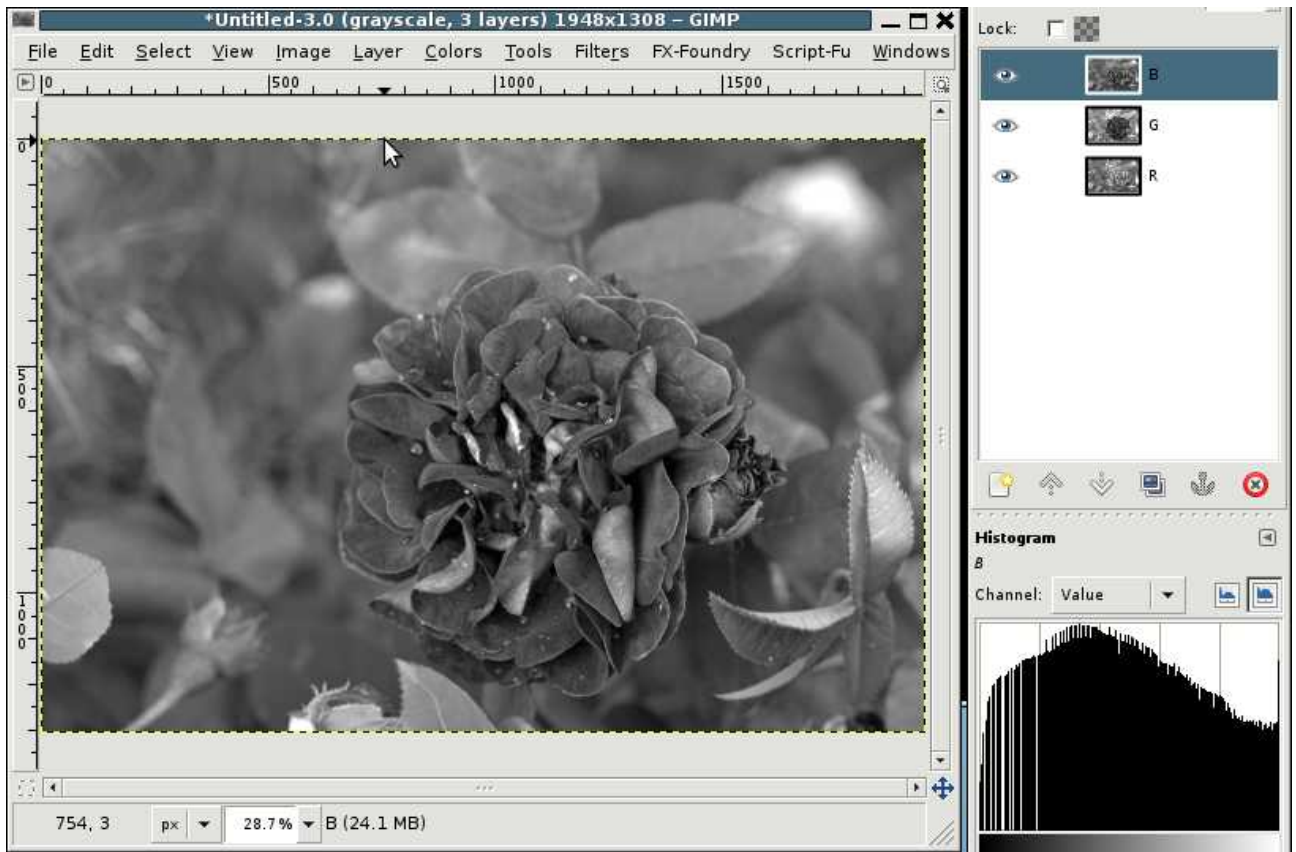 *Untitled-3.0 (grayscale, 3 layers) 1948x1308 – GIMP
File Edit Select View Image Layer Colors Tools Filters FX-Foundry Script-Fu Windows
0 500 1000 1500
0
500
1000
754, 3 px 28.7% B (24.1 MB)
Lock:
B
G
R
Histogram
B
Channel: Value